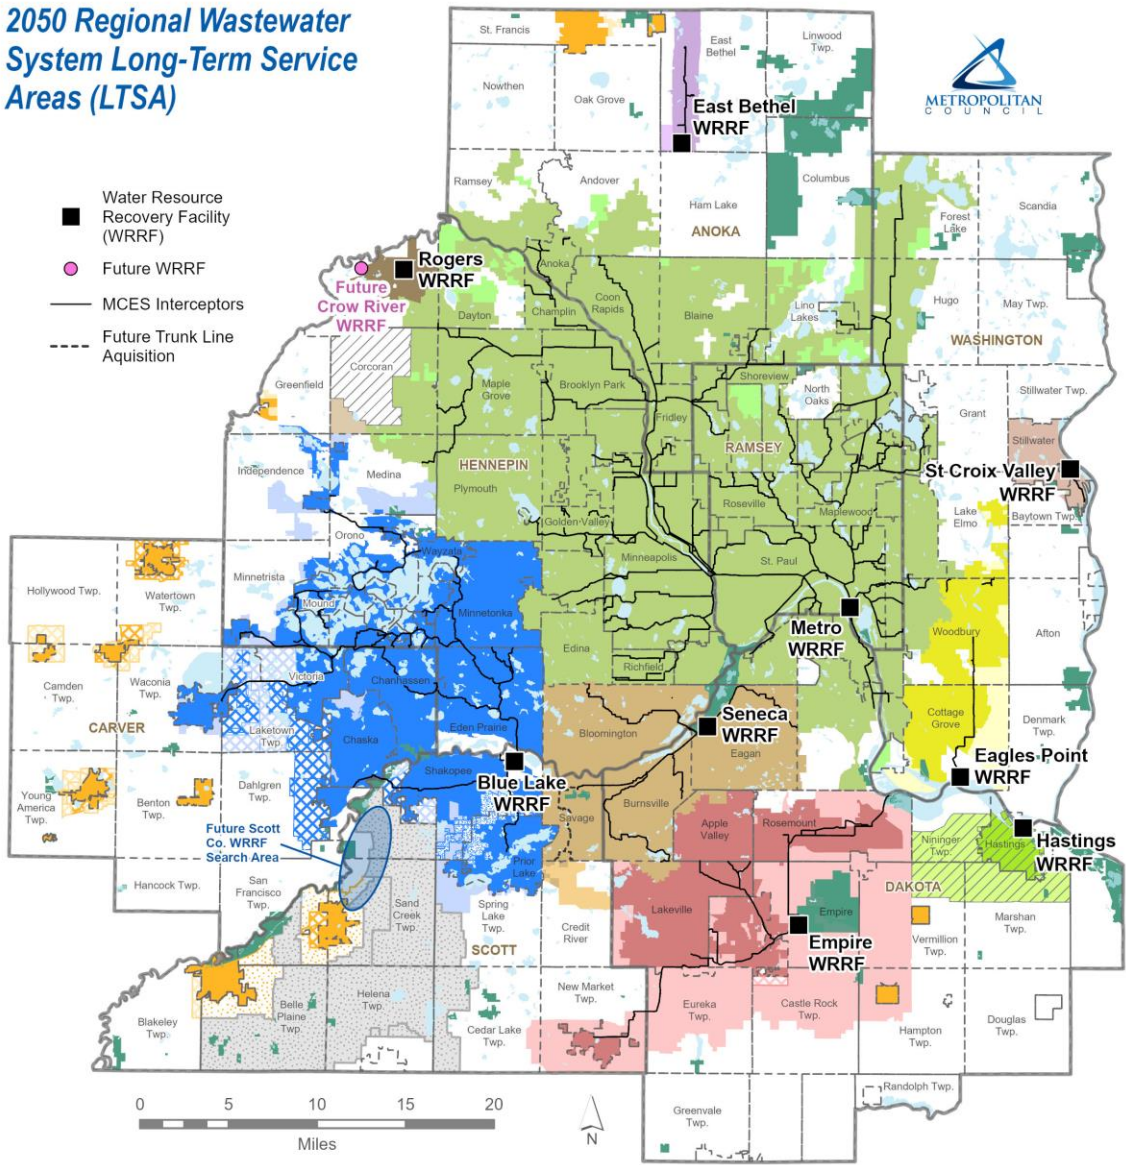 2050 Regional Wastewater
System Long-Term Service
Areas (LTSA)
METROPOLITAN
COUNCIL
Water Resource
Recovery Facility
(WRRF)
Future WRRF
MCES Interceptors
Future Trunk Line
Aquisition
St. Francis
East
Bethel
Linwood
Twp.
Nowthen
Oak Grove
East Bethel
WRRF
Ramsey
Andover
Columbus
Ham Lake
ANOKA
Forest
Lake
Scandia
Rogers
WRRF
Future
Crow River
WRRF
Anoka
Dayton
Champlin
Coon
Rapids
Blaine
Lino
Lakes
Hugo
May Twp.
WASHINGTON
Corcoran
Greenfield
Maple
Grove
Brooklyn Park
Shoreview
North
Oaks
Stillwater Twp.
Grant
Fridley
RAMSEY
Stillwater
Independence
Medina
HENNEPIN
St Croix Valley
WRRF
Plymouth
Roseville
Maplewood
Lake
Elmo
Baytown Twp.
Golden Valley
Orono
Wayzata
Minneapolis
St. Paul
Hollywood Twp.
Watertown
Twp.
Minnetrista
Mound
Minnetonka
Metro
WRRF
Woodbury
Afton
Edina
Richfield
Camden
Twp.
Waconia
Twp.
Victoria
Chanhassen
CARVER
Laketown
Twp.
Chaska
Eden Prairie
Bloomington
Seneca
WRRF
Eagan
Cottage
Grove
Denmark
Twp.
Eagles Point
WRRF
Shakopee
Blue Lake
WRRF
Young
America
Twp.
Benton
Twp.
Dahlgren
Twp.
Savage
Burnsville
Apple
Valley
Rosemount
Future Scott
Co. WRRF
Search Area
Nininger
Twp.
Hastings
Hastings
WRRF
Prior
Lake
Hancock Twp.
San
Francisco
Twp.
Sand
Creek
Twp.
Spring
Lake
Twp.
DAKOTA
Lakeville
Empire
Marshan
Twp.
Credit
River
SCOTT
Empire
WRRF
Vermillion
Twp.
Blakeley
Twp.
Belle
Plaine
Twp.
Helena
Twp.
New Market
Twp.
Cedar Lake
Twp.
Eureka
Twp.
Castle Rock
Twp.
Hampton
Twp.
Douglas
Twp.
Randolph Twp.
Greenvale
Twp.
0 5 10 15 20
Miles
N